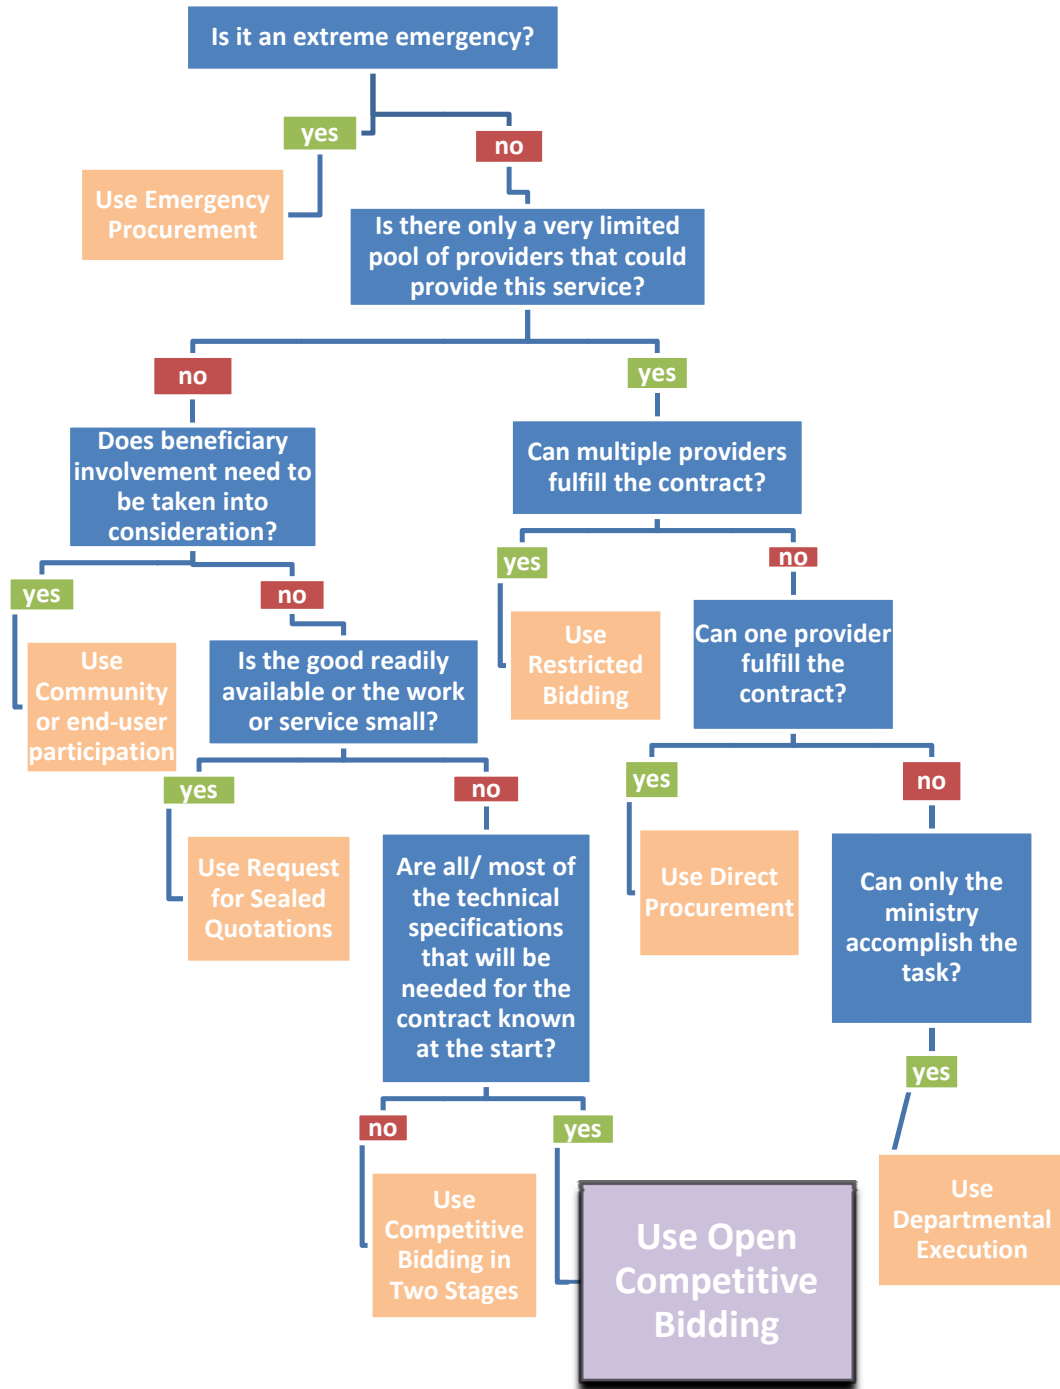 Is it an extreme emergency?
yes
no
Use Emergency
Procurement
Is there only a very limited
pool of providers that could
provide this service?
no
yes
Does beneficiary
involvement need to
be taken into
consideration?
Can multiple providers
fulfill the contract?
yes
no
yes
no
Use
Community
or end-user
participation
Is the good readily
available or the work
or service small?
Use
Restricted
Bidding
Can one provider
fulfill the
contract?
yes
no
yes
no
Use Request
for Sealed
Quotations
Are all/ most of
the technical
specifications
that will be
needed for the
contract known
at the start?
Use Direct
Procurement
Can only the
ministry
accomplish the
task?
yes
no
yes
Use
Competitive
Bidding in
Two Stages
Use Open
Competitive
Bidding
Use
Departmental
Execution